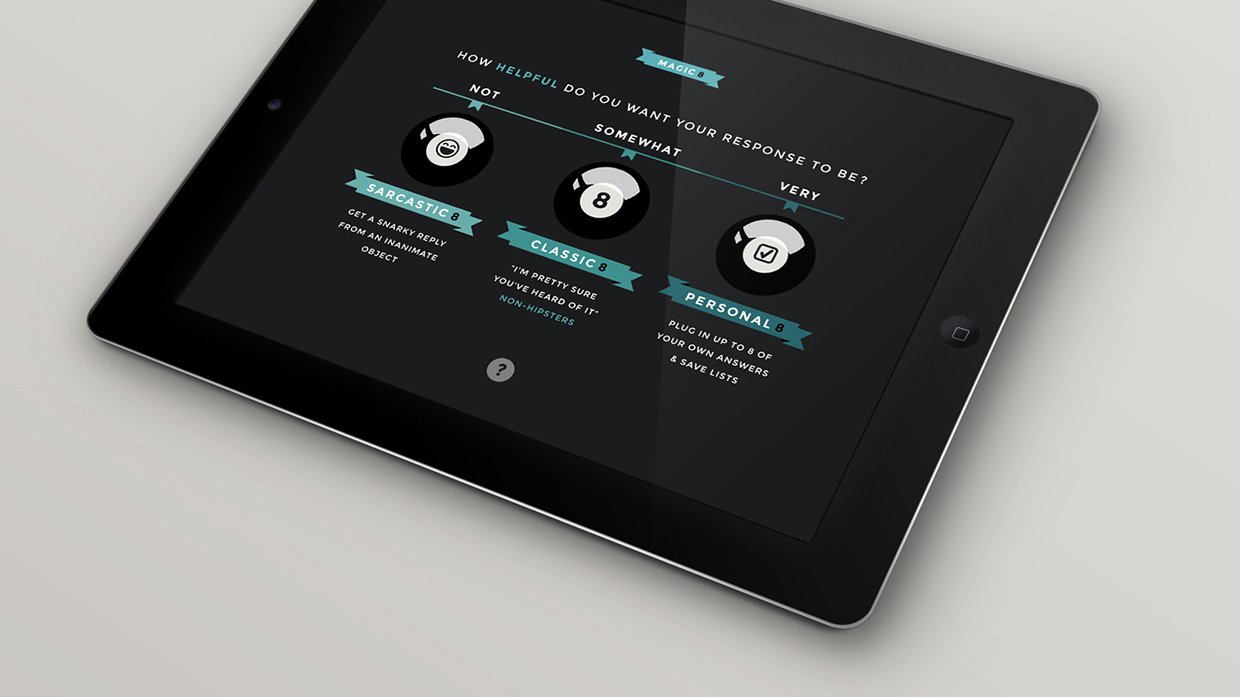 MAGIC 8
HOW HELPFUL DO YOU WANT YOUR RESPONSE TO BE?
NOT
SOMEWHAT
VERY
8
SARCASTIC 8
GET A SNARKY REPLY
FROM AN INANIMATE
OBJECT
CLASSIC 8
"I'M PRETTY SURE
YOU'VE HEARD OF IT"
NON-HIPSTERS
PERSONAL 8
PLUG IN UP TO 8 OF
YOUR OWN ANSWERS
& SAVE LISTS
?